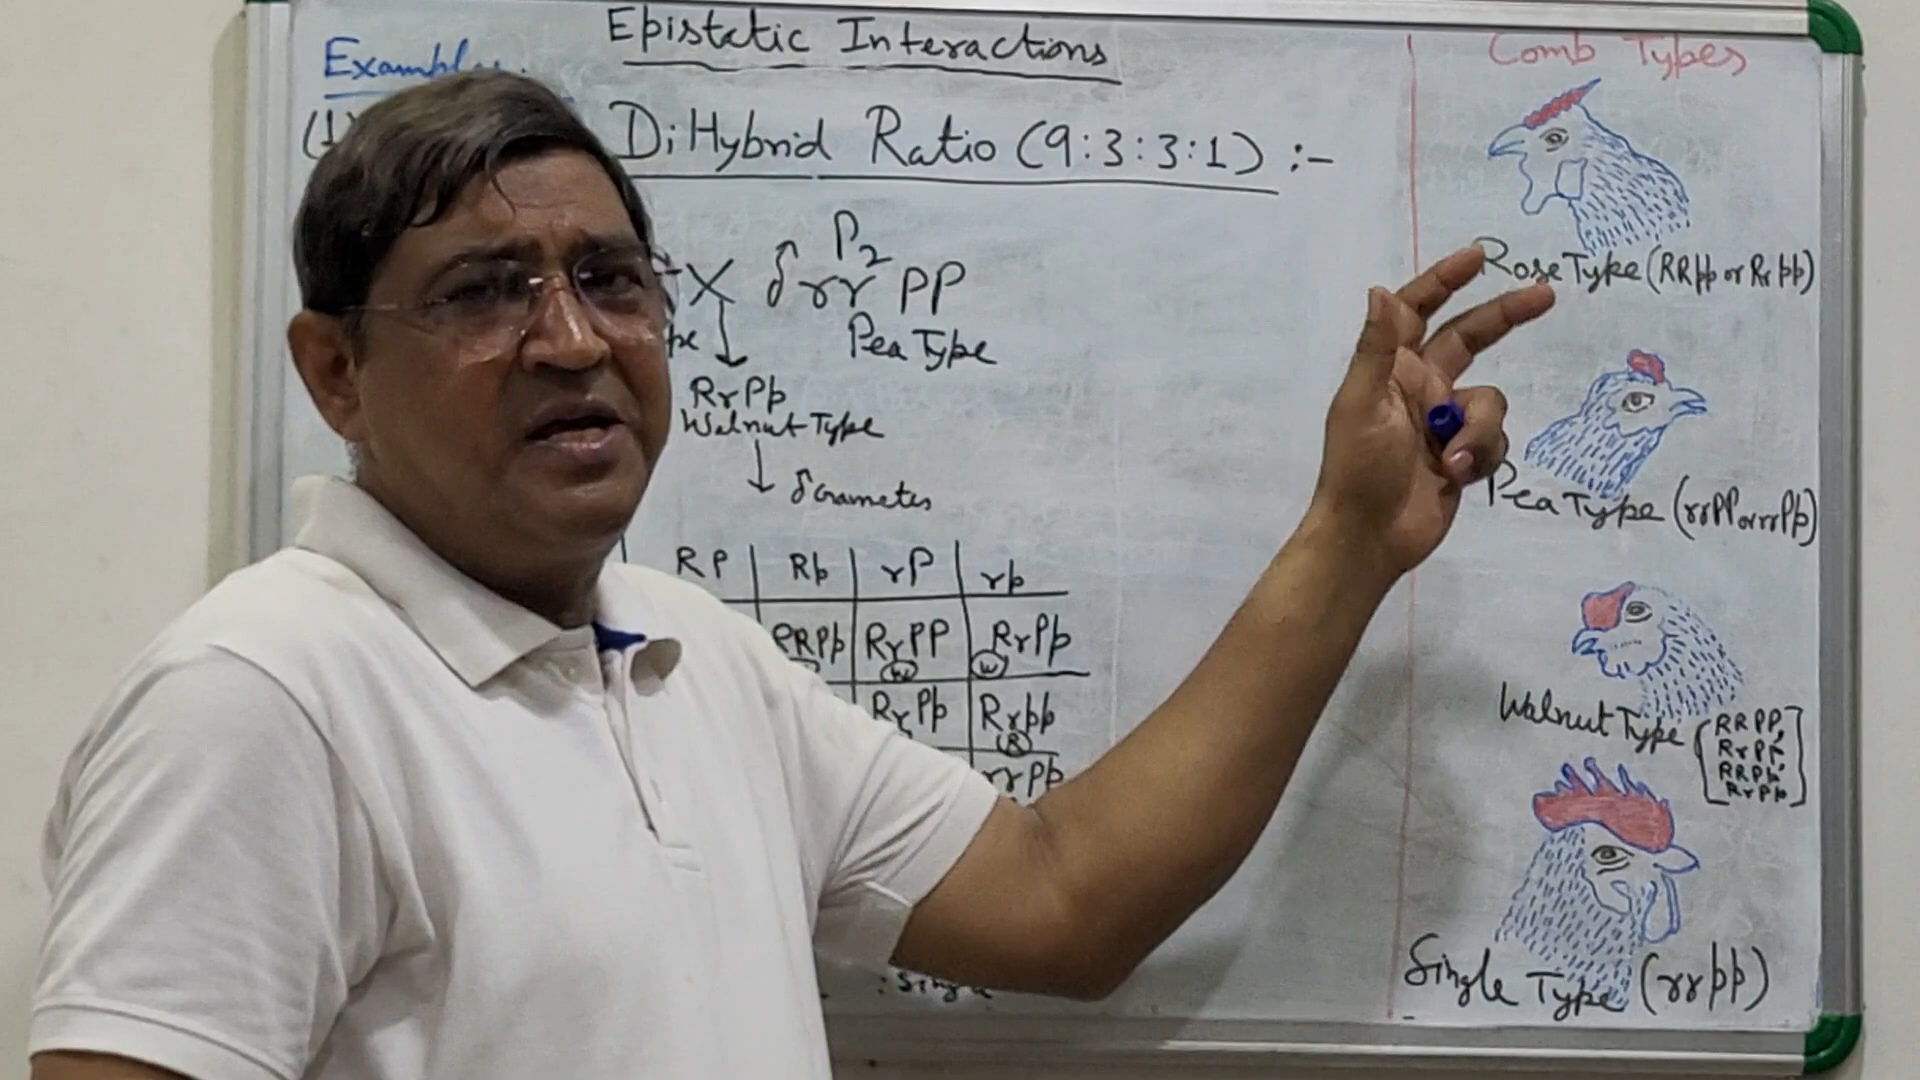 Epistatic Interactions
Example
(1)
DiHybrid Ratio (9:3:3:1) :-
P2
X ♂ rr PP
Pea Type
RrPp
Walnut Type
↓ ♂Gametes
RP | Rp | rP | rp
RRPp | RrPP | RrPp
W W
RrPp | Rrpp
R
rrPp
Comb Types
Rose Type (RRpp or Rrpp)
Pea Type (rrPP or rrPp)
Walnut Type
RRPP,
RRPp,
RrPp
Single Type (rrpp)